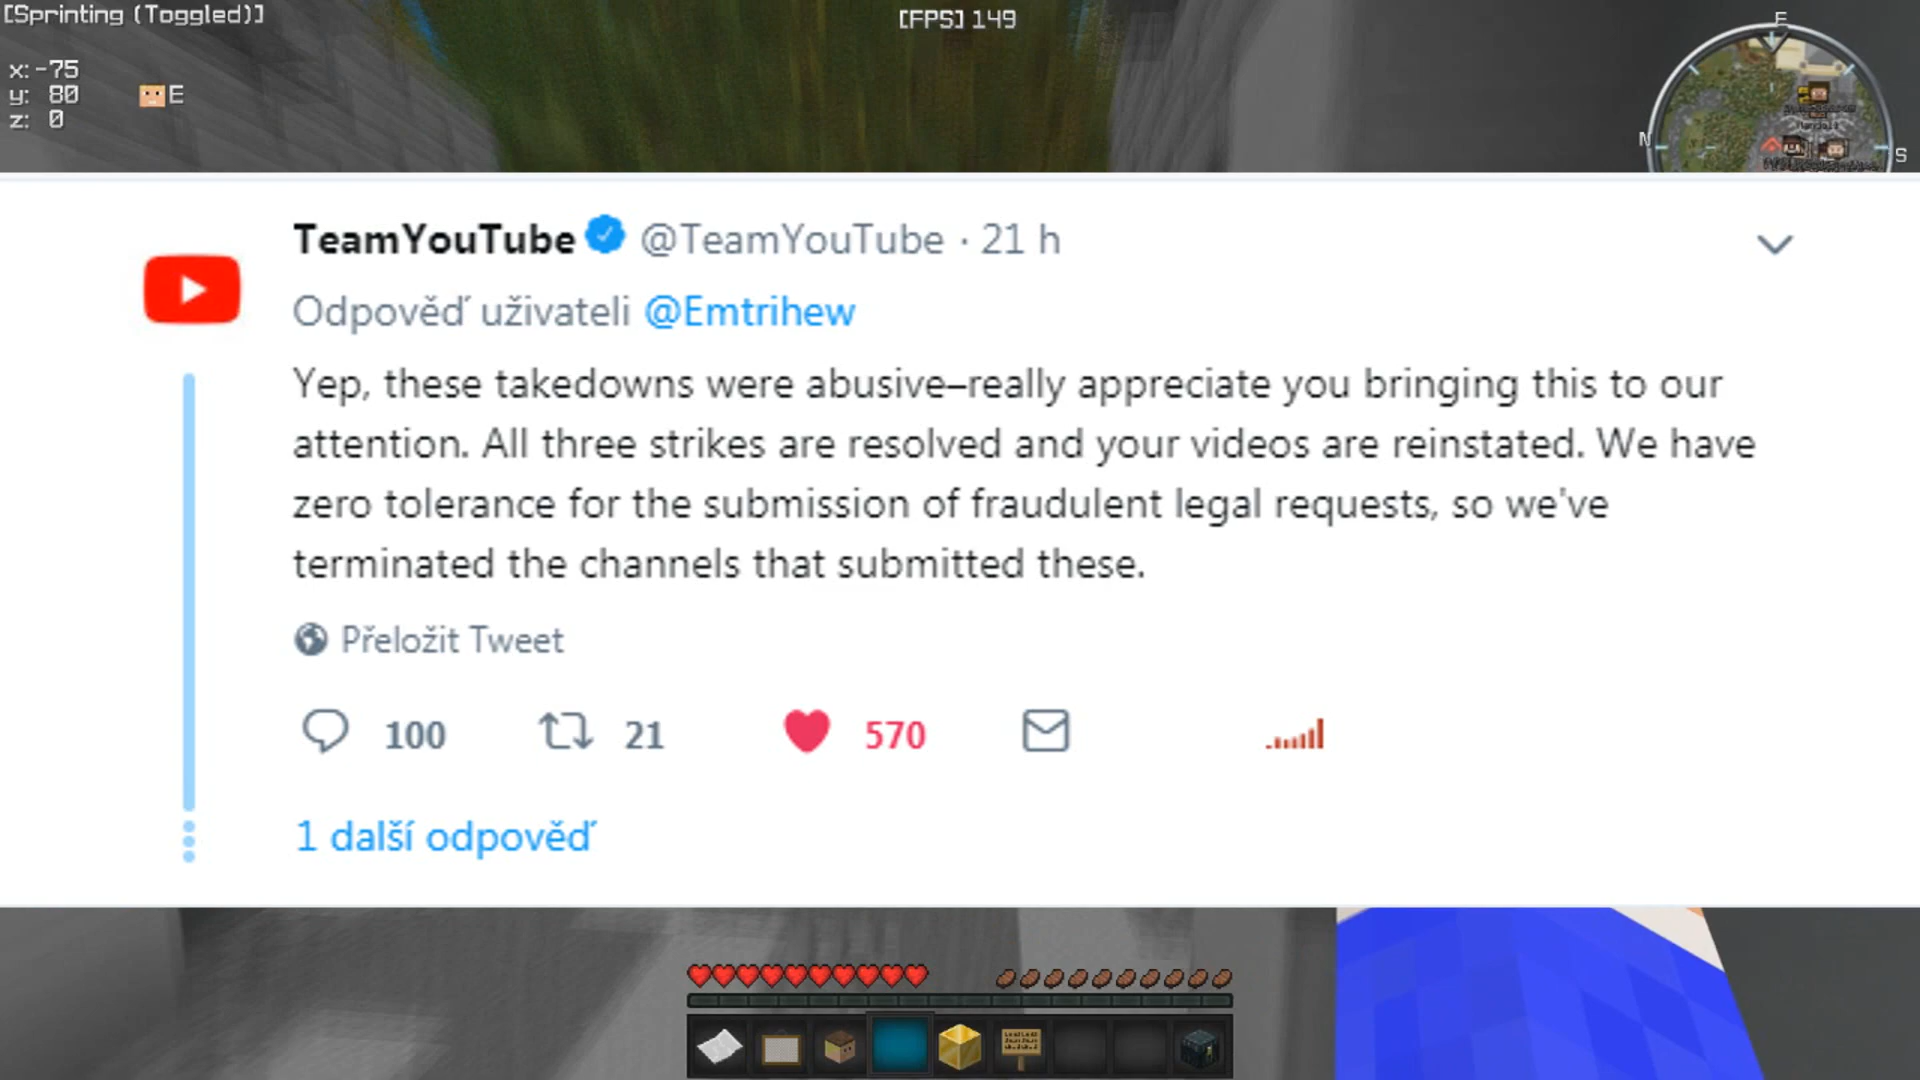 [Sprinting (Toggled)]
[FPS] 149
x: -75
y: 80
z: 0
E
E
N
S
TeamYouTube @TeamYouTube · 21 h
Odpověď uživateli @Emtrihew
Yep, these takedowns were abusive–really appreciate you bringing this to our
attention. All three strikes are resolved and your videos are reinstated. We have
zero tolerance for the submission of fraudulent legal requests, so we've
terminated the channels that submitted these.
Přeložit Tweet
100 21 570
1 další odpověď